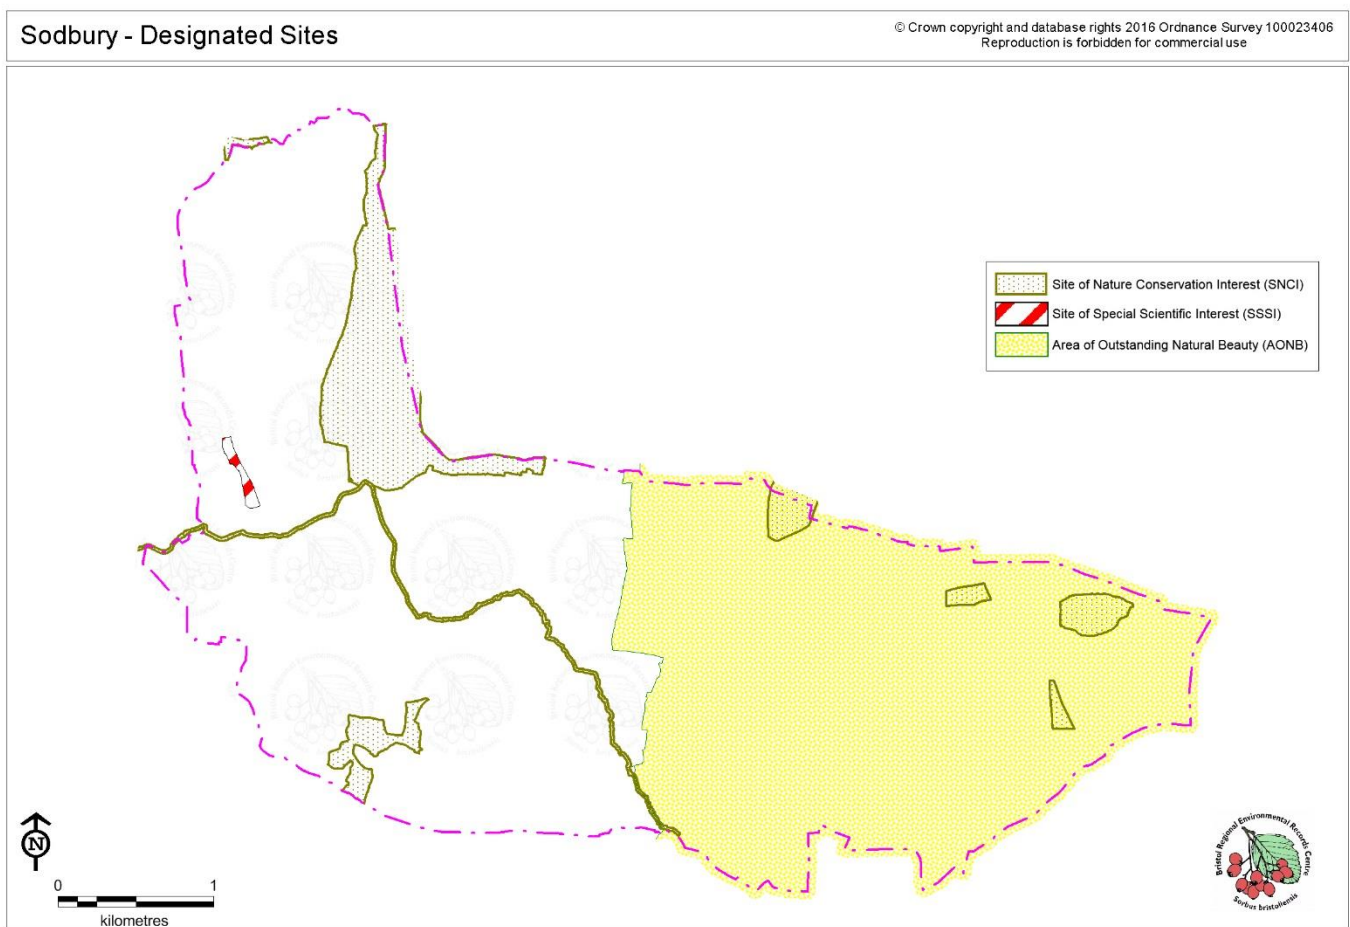 Sodbury - Designated Sites
© Crown copyright and database rights 2016 Ordnance Survey 100023406
Reproduction is forbidden for commercial use
Site of Nature Conservation Interest (SNCI)
Site of Special Scientific Interest (SSSI)
Area of Outstanding Natural Beauty (AONB)
N
0 1
kilometres
Bristol Regional Environmental Records Centre
Sorbus bristoliensis